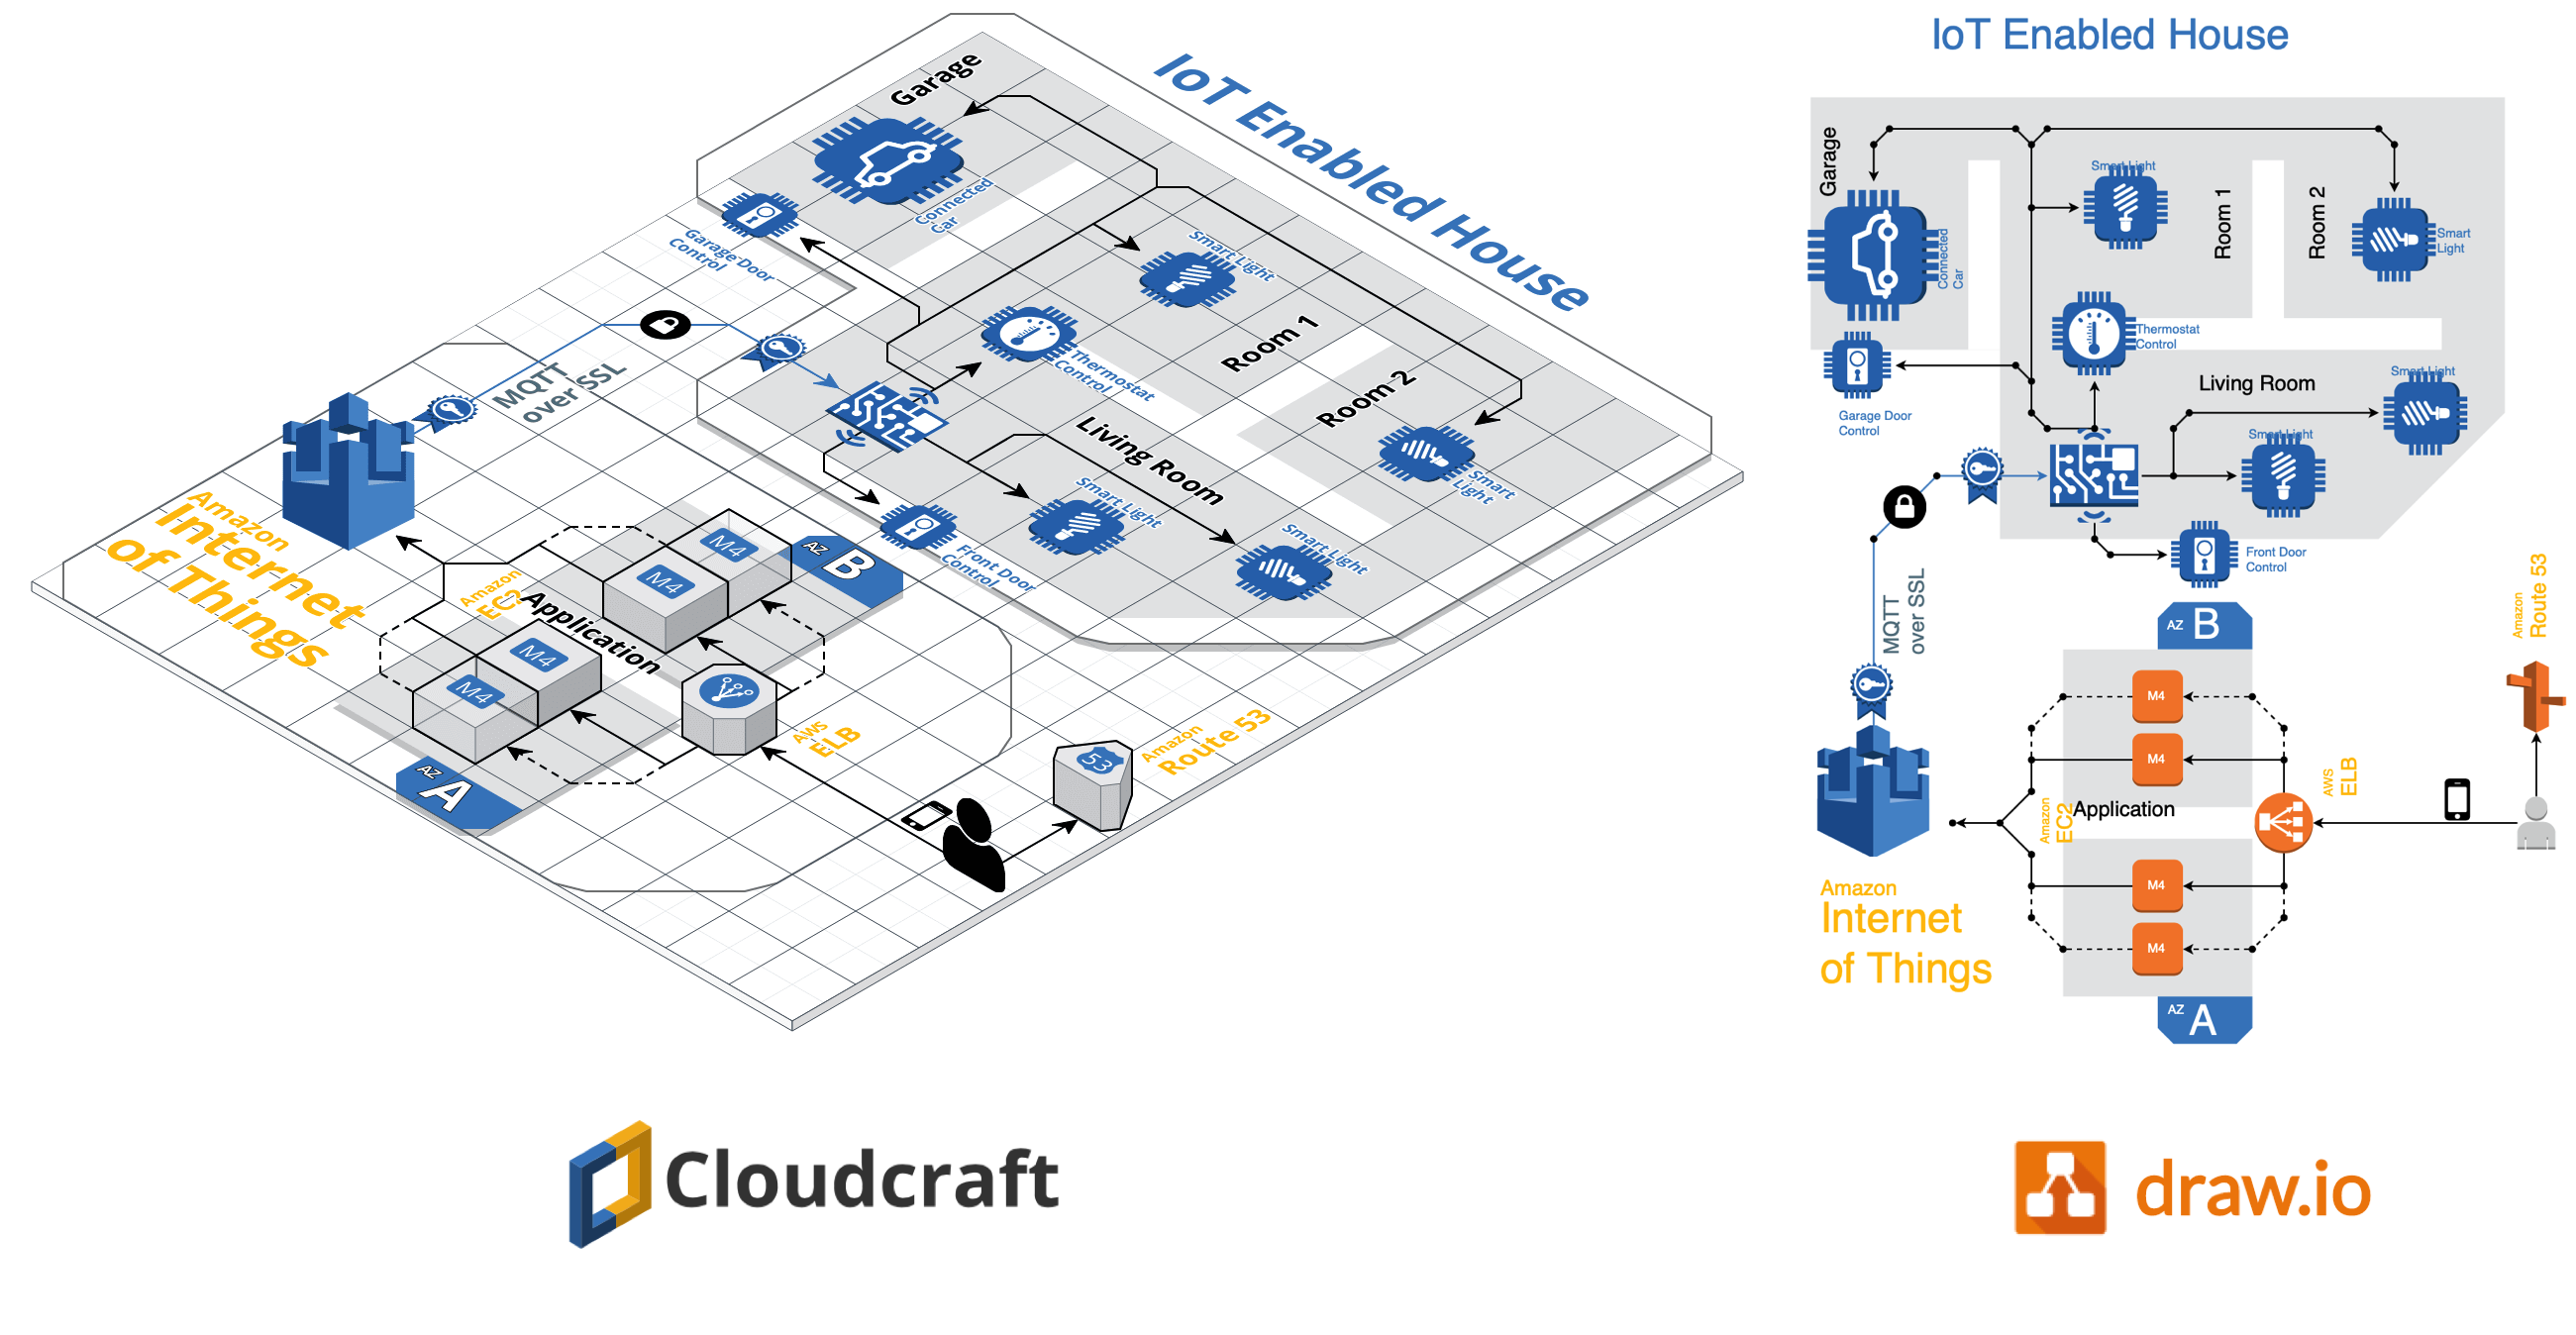 IoT Enabled House
Garage
Connected
Car
Garage Door
Control
Smart Light
Thermostat
Control
Room 1
Room 2
Smart
Light
Living Room
Smart Light
Smart Light
Front Door
Control
MQTT
over SSL
Amazon
Internet
of Things
Amazon
EC2
Application
M4
M4
M4
M4
AZ
B
AZ
A
AWS
ELB
53
Amazon
Route 53
Cloudcraft
IoT Enabled House
Garage
Connected
Car
Smart Light
Room 1
Room 2
Smart
Light
Thermostat
Control
Garage Door
Control
Living Room
Smart Light
Smart Light
Front Door
Control
MQTT
over SSL
AZ B
Amazon
Route 53
M4
M4
AWS
ELB
Amazon
EC2
Application
M4
M4
Amazon
Internet
of Things
AZ A
draw.io